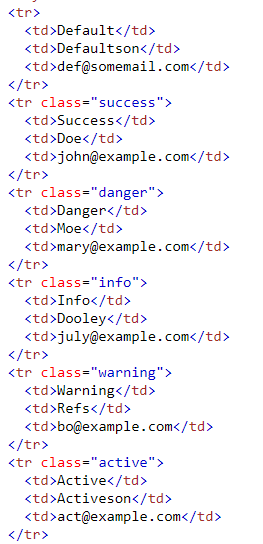 <tr>
<td>Default</td>
<td>Defaultson</td>
<td>def@somemail.com</td>
</tr>
<tr class="success">
<td>Success</td>
<td>Doe</td>
<td>john@example.com</td>
</tr>
<tr class="danger">
<td>Danger</td>
<td>Moe</td>
<td>mary@example.com</td>
</tr>
<tr class="info">
<td>Info</td>
<td>Dooley</td>
<td>july@example.com</td>
</tr>
<tr class="warning">
<td>Warning</td>
<td>Refs</td>
<td>bo@example.com</td>
</tr>
<tr class="active">
<td>Active</td>
<td>Activeson</td>
<td>act@example.com</td>
</tr>